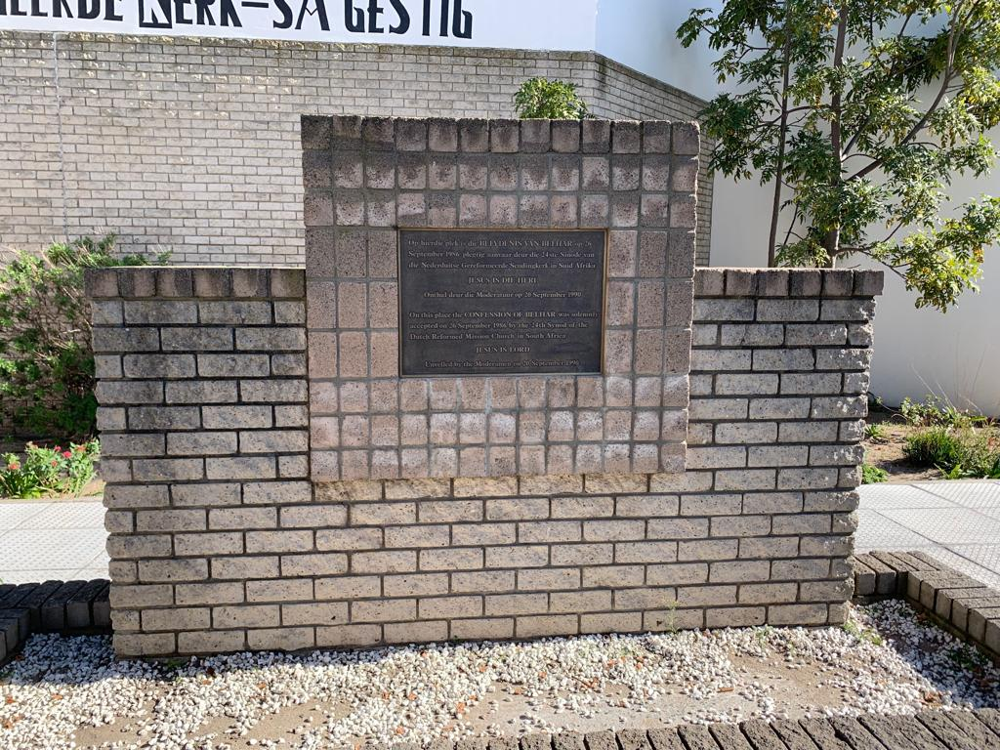 EERDE KERK-SA GESTIG
Op hierdie plek is die BELYDENIS VAN BELHAR op 26
September 1986 plegtig aanvaar deur die 24ste Sinode van
die Nederduitse Gereformeerde Sendingkerk in Suid Afrika
JESUS IS DIE HERE
Onthul deur die Moderatuur op 20 September 1990
On this place the CONFESSION OF BELHAR was solemnly
accepted on 26 September 1986 by the 24th Synod of the
Dutch Reformed Mission Church in South Africa
JESUS IS LORD
Unveiled by the Moderamen on 20 September 1990